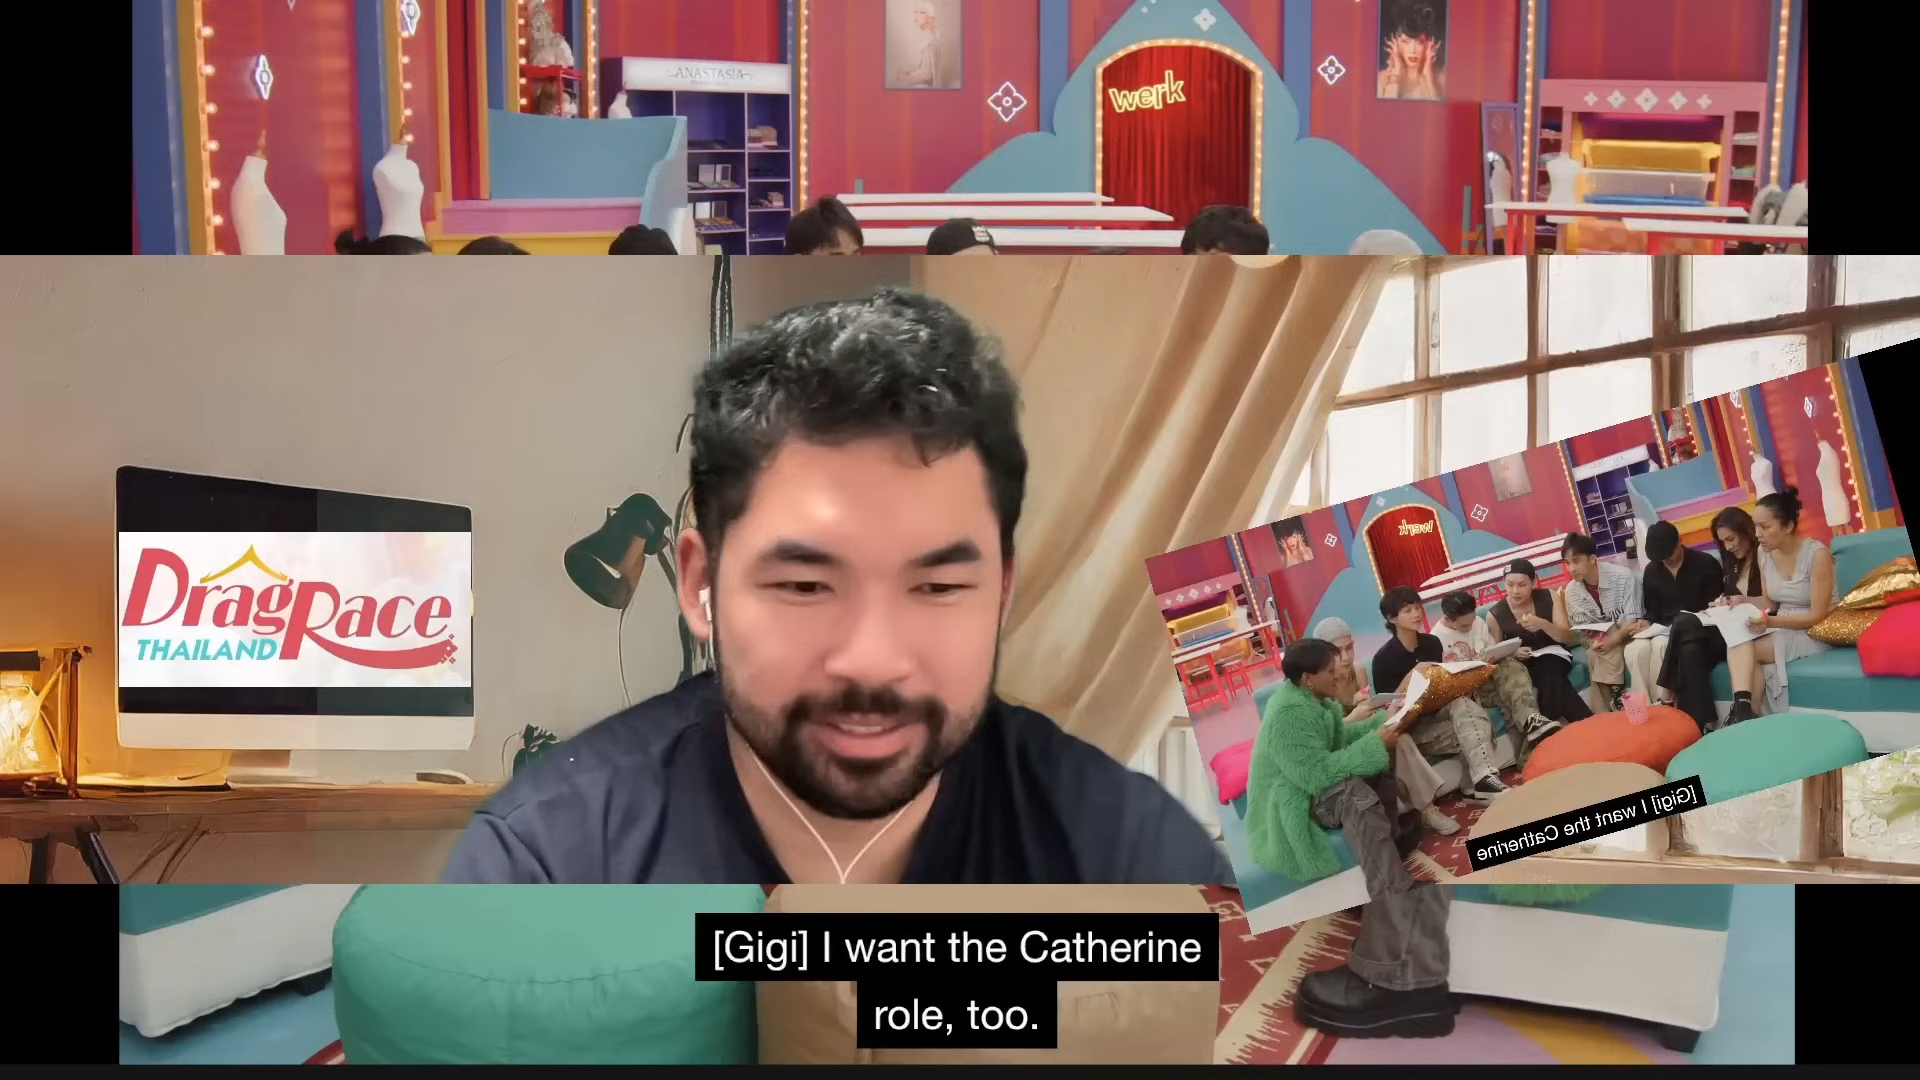 ANASTASIA
werk
DragRace
THAILAND
werk
[Gigi] I want the Catherine
[Gigi] I want the Catherine
role, too.